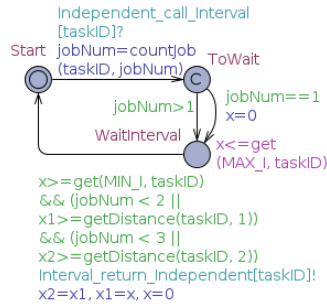 Independent_call_Interval
[taskID]?
Start
jobNum=countJob
(taskID, jobNum)
ToWait
C
jobNum>1
jobNum==1
x=0
WaitInterval
x<=get
(MAX_I, taskID)
x>=get(MIN_I, taskID)
&& (jobNum < 2 ||
x1>=getDistance(taskID, 1))
&& (jobNum < 3 ||
x2>=getDistance(taskID, 2))
Interval_return_Independent[taskID]!
x2=x1, x1=x, x=0